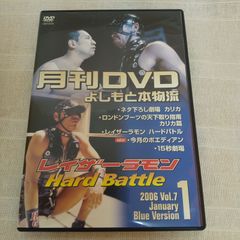 DVD
月刊DVD
よしもと本物流
・ネタ下ろし劇場 カリカ
・ロンドンブーツの天下取り指南 カリカ篇
・レイザーラモン ハードバトル
今月のボエディアン
・15秒劇場
レイザーラモン
Hard Battle
2006 Vol.7
January
Blue Version
1